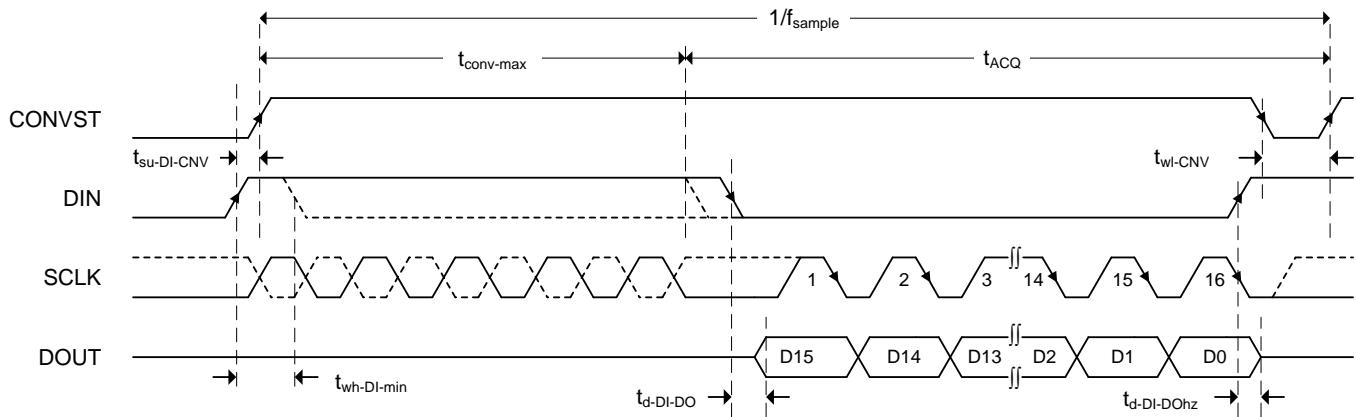 1/fsample
tconv-max
tACQ
CONVST
tsu-DI-CNV
twl-CNV
DIN
SCLK
1 2 3 14 15 16
DOUT
D15 D14 D13 D2 D1 D0
twh-DI-min
td-DI-DO
td-DI-DOhz